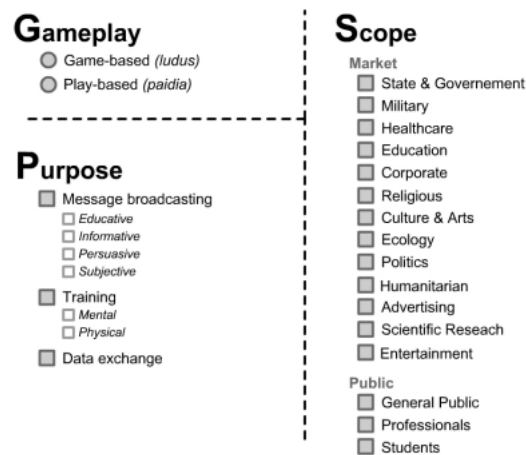 Gameplay
Game-based (ludus)
Play-based (paidia)
Purpose
Message broadcasting
Educative
Informative
Persuasive
Subjective
Training
Mental
Physical
Data exchange
Scope
Market
State & Governement
Military
Healthcare
Education
Corporate
Religious
Culture & Arts
Ecology
Politics
Humanitarian
Advertising
Scientific Reseach
Entertainment
Public
General Public
Professionals
Students